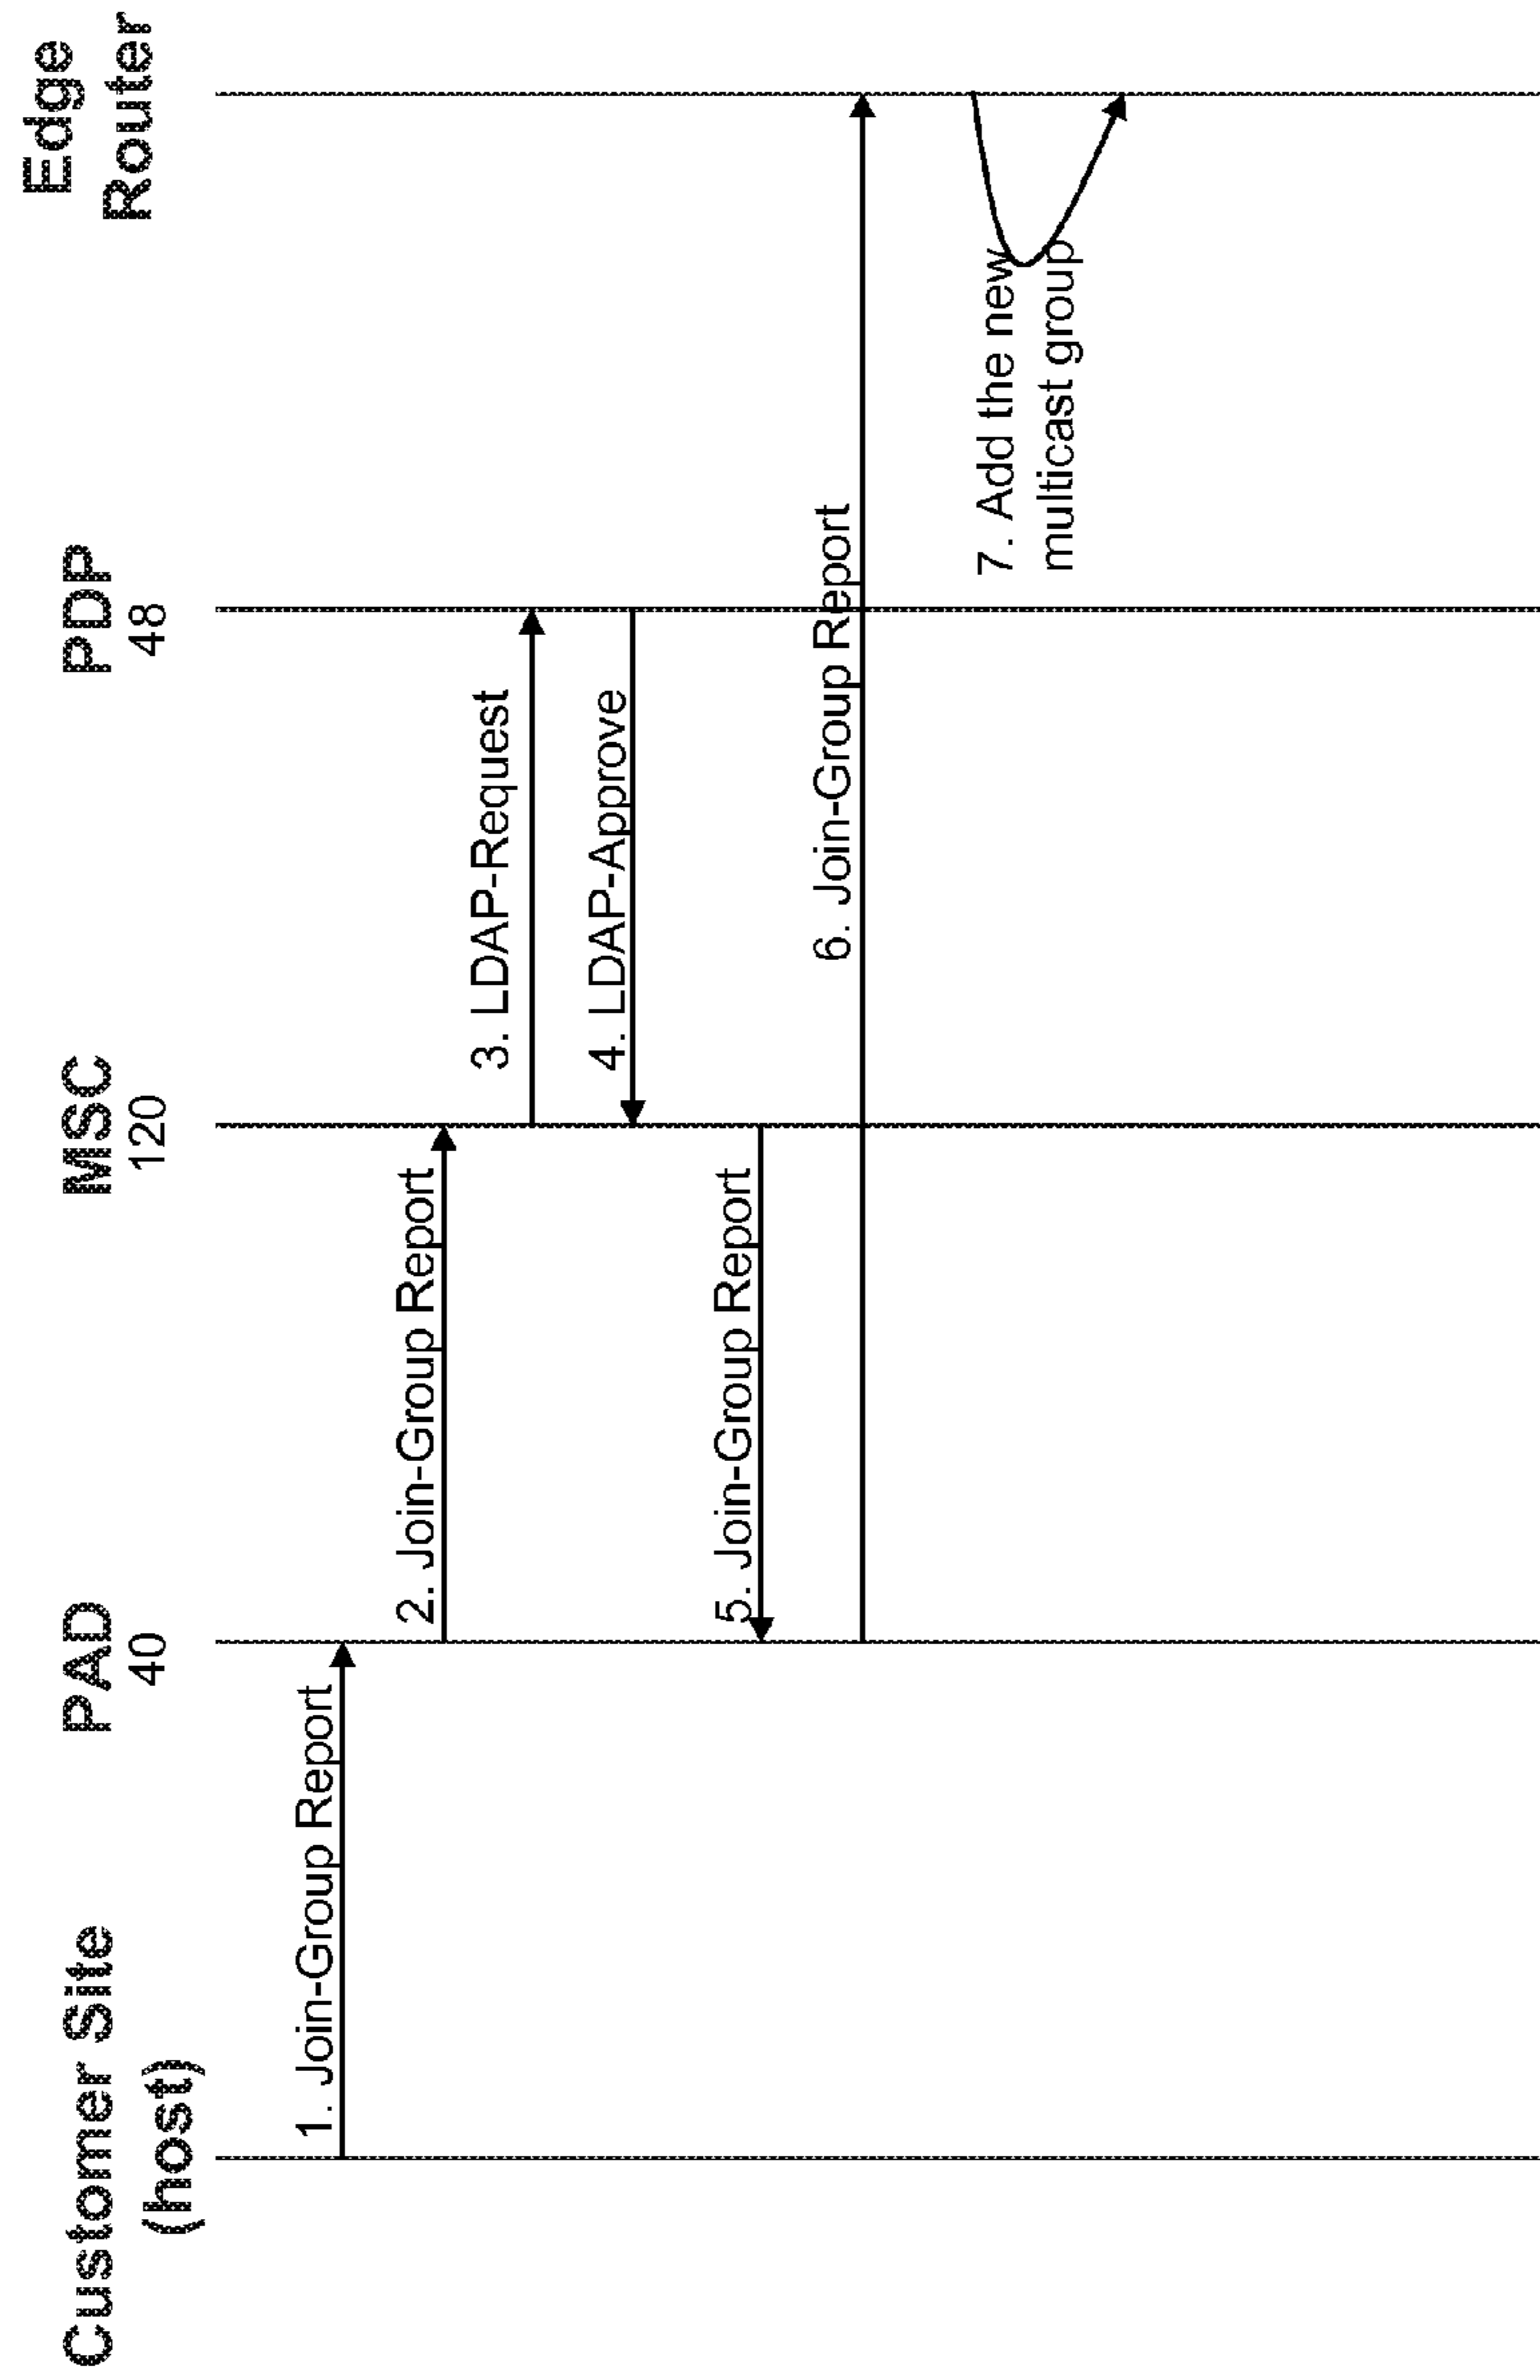 Customer Site
(host)
PAD
40
MSC
120
PDP
48
Edge
Router
1. Join-Group Report
2. Join-Group Report
3. LDAP-Request
4. LDAP-Approve
5. Join-Group Report
6. Join-Group Report
7. Add the new
multicast group